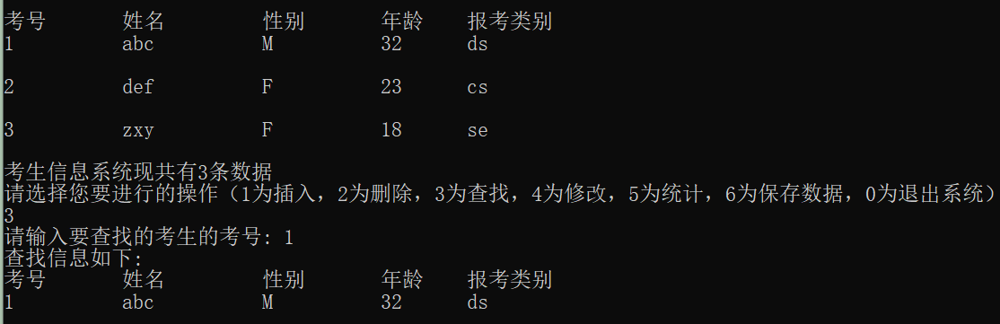 考号 姓名 性别 年龄 报考类别
1 abc M 32 ds
2 def F 23 cs
3 zxy F 18 se
考生信息系统现共有3条数据
请选择您要进行的操作（1为插入，2为删除，3为查找，4为修改，5为统计，6为保存数据，0为退出系统）
3
请输入要查找的考生的考号: 1
查找信息如下:
考号 姓名 性别 年龄 报考类别
1 abc M 32 ds